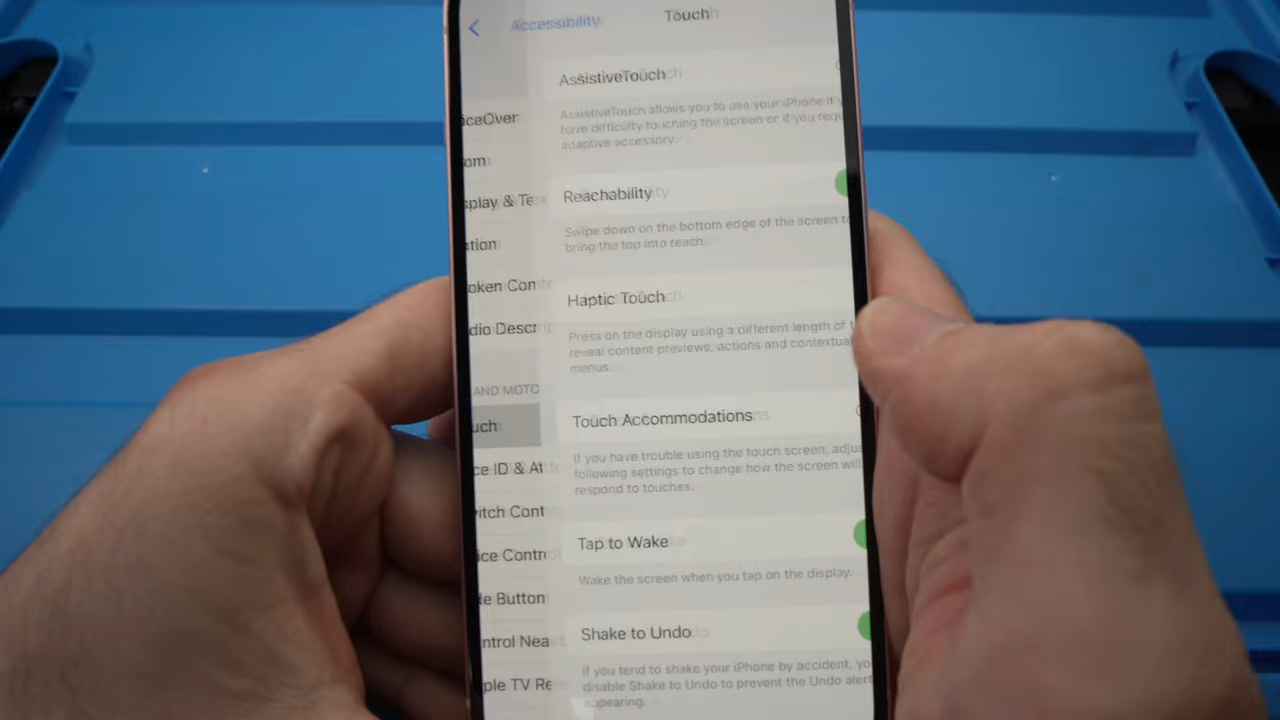 Accessibility
Touch
AssistiveTouch
AssistiveTouch allows you to use your iPhone if y
have difficulty touching the screen or if you requ
adaptive accessory.
Reachability
Swipe down on the bottom edge of the screen to
bring the top into reach.
Haptic Touch
Press on the display using a different length of t
reveal content previews, actions and contextual
menus.
Touch Accommodations
If you have trouble using the touch screen, adjus
following settings to change how the screen will
respond to touches.
Tap to Wake
Wake the screen when you tap on the display.
Shake to Undo
If you tend to shake your iPhone by accident, yo
disable Shake to Undo to prevent the Undo alert
appearing.
iceOver
om
splay & Tex
tion
oken Conte
dio Descri
AND MOTO
uch
ce ID & Atte
itch Cont
ice Contro
de Button
ntrol Nea
ple TV Re